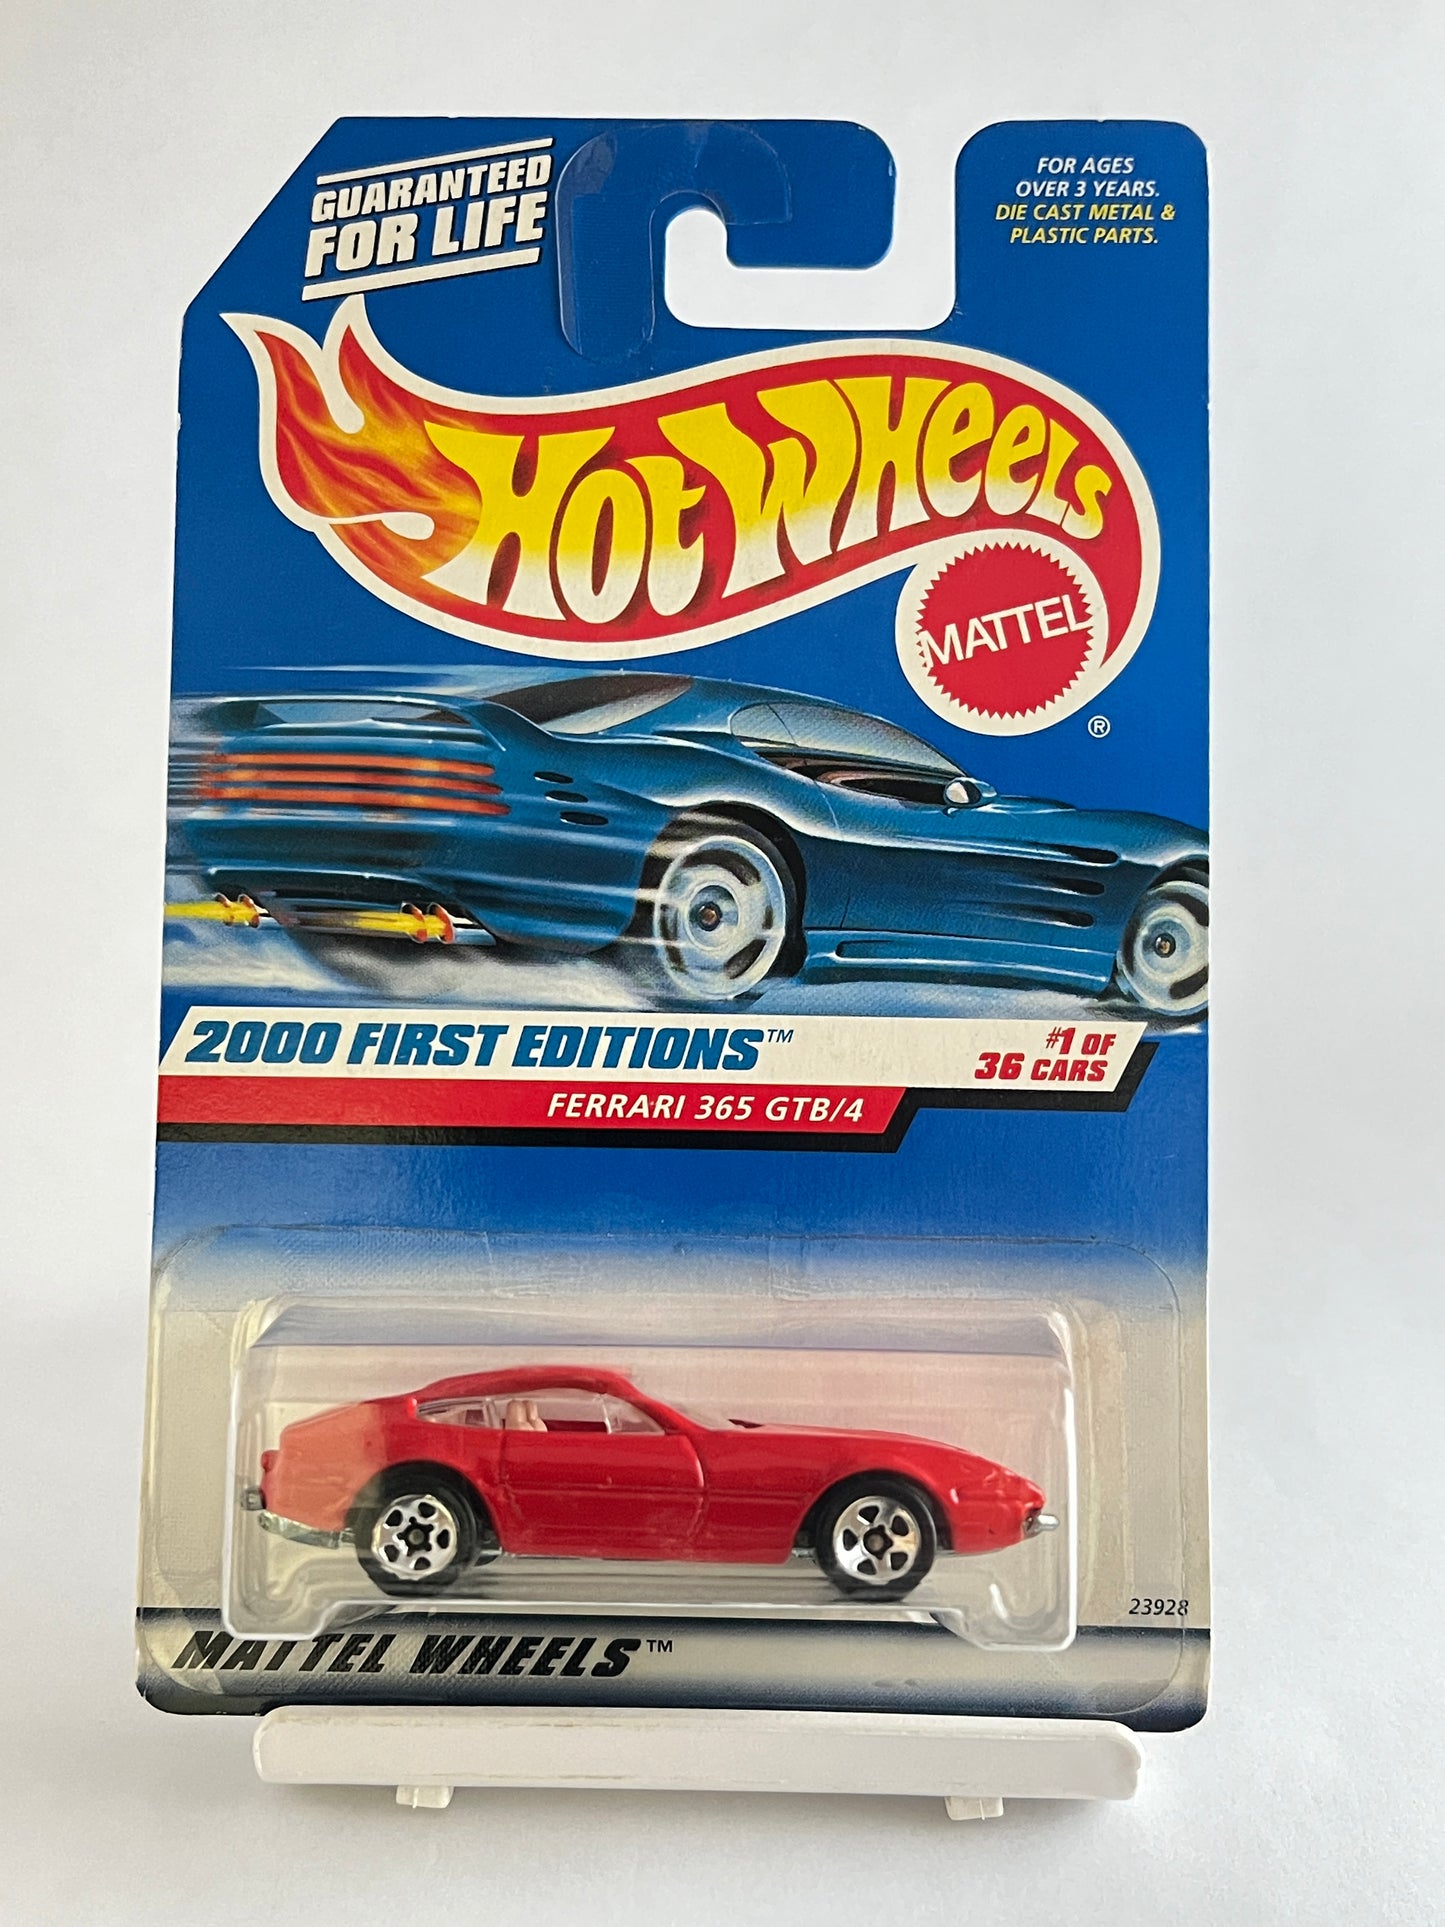 GUARANTEED
FOR LIFE
FOR AGES
OVER 3 YEARS.
DIE CAST METAL &
PLASTIC PARTS.
HOT WHEELS
MATTEL
®
2000 FIRST EDITIONS™
#1 OF
36 CARS
FERRARI 365 GTB/4
23928
MATTEL WHEELS™